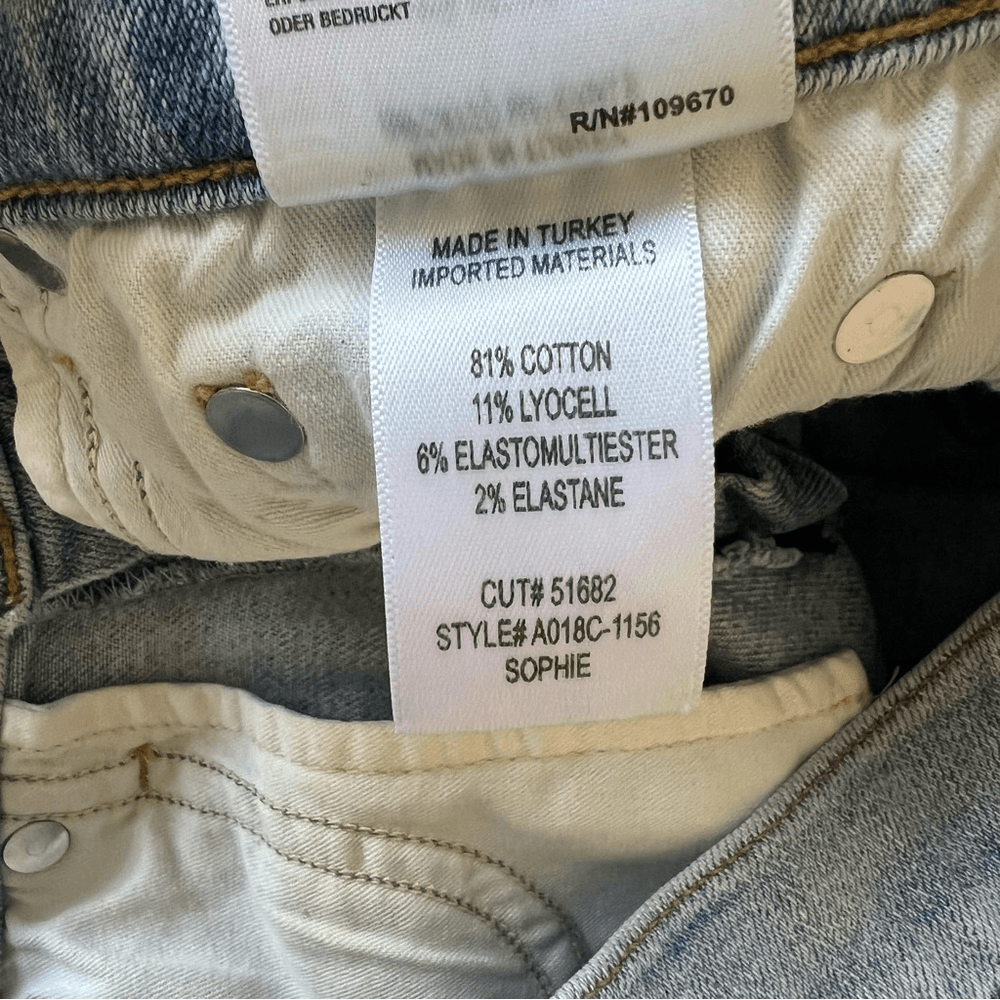 ODER BEDRUCKT
R/N#109670
MADE IN TURKEY
IMPORTED MATERIALS
81% COTTON
11% LYOCELL
6% ELASTOMULTIESTER
2% ELASTANE
CUT# 51682
STYLE# A018C-1156
SOPHIE